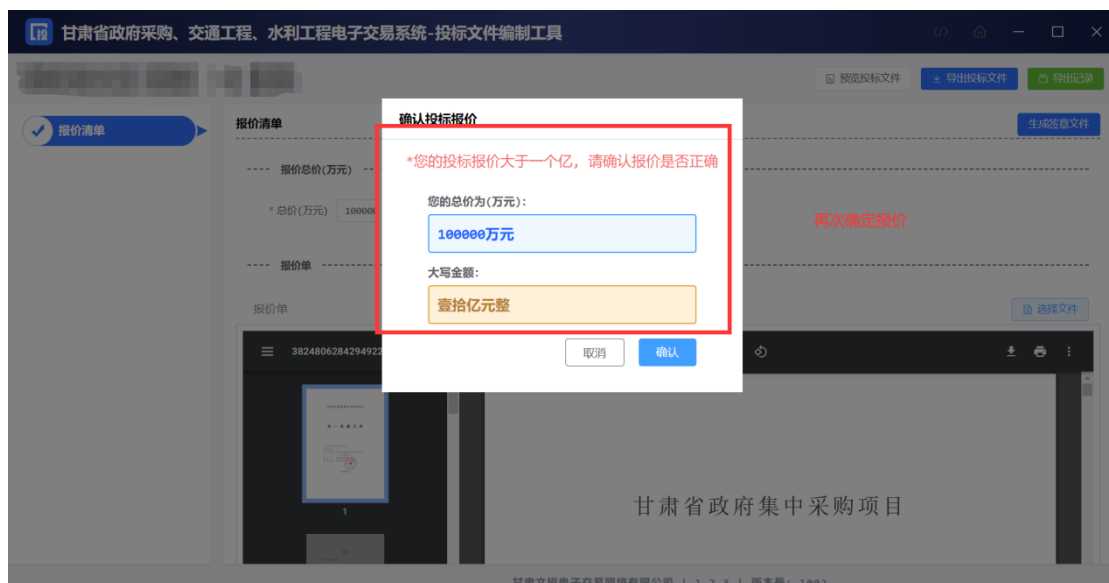 投 甘肃省政府采购、交通工程、水利工程电子交易系统-投标文件编制工具
预览投标文件 导出投标文件 导出记录
报价清单
报价清单 生成签章文件
确认投标报价
*您的投标报价大于一个亿，请确认报价是否正确
报价总价(万元)
您的总价为(万元):
* 总价(万元) 100000
100000万元
再次确定报价
报价单
大写金额:
壹拾亿元整
报价单 选择文件
取消 确认
3824806284294922
甘肃省政府集中采购项目
1